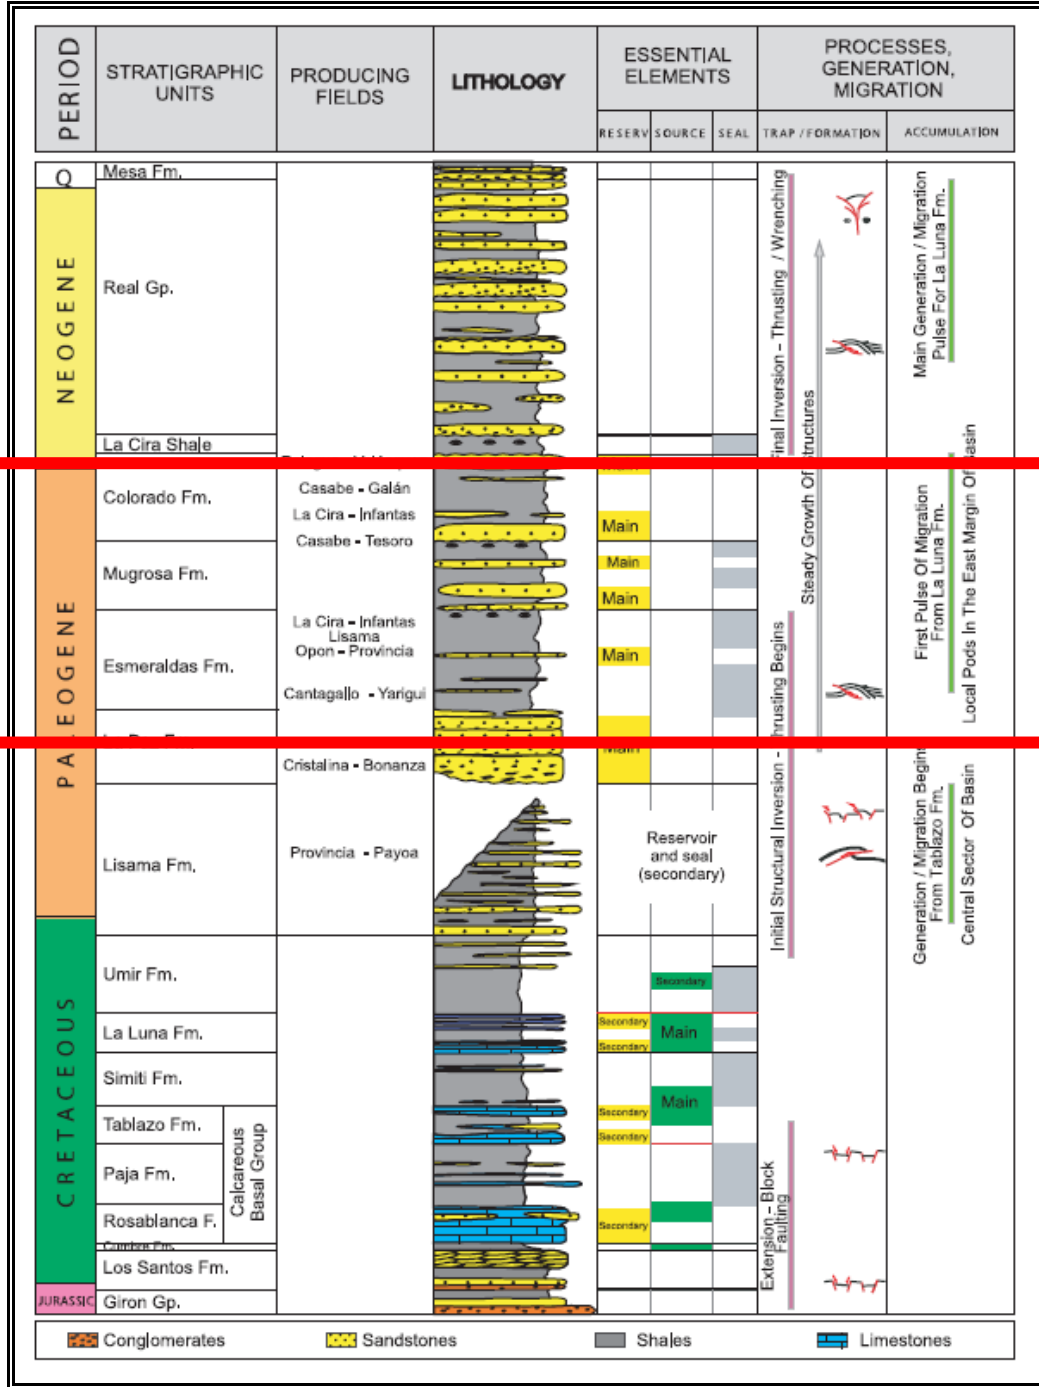 PERIOD
STRATIGRAPHIC
UNITS
PRODUCING
FIELDS
LITHOLOGY
ESSENTIAL
ELEMENTS
PROCESSES,
GENERATION,
MIGRATION
RESERV
SOURCE
SEAL
TRAP / FORMATION
ACCUMULATION
Q
NEOGENE
PALEOGENE
CRETACEOUS
JURASSIC
Mesa Fm.
Real Gp.
La Cira Shale
Colorado Fm.
Mugrosa Fm.
Esmeraldas Fm.
Lisama Fm.
Umir Fm.
La Luna Fm.
Simiti Fm.
Tablazo Fm.
Paja Fm.
Rosablanca F.
Calcareous
Basal Group
Cumbre Fm.
Los Santos Fm.
Giron Gp.
Casabe - Galán
La Cira - Infantas
Casabe - Tesoro
La Cira - Infantas
Lisama
Opon - Provincia
Cantagallo - Yarigui
Cristalina - Bonanza
Provincia - Payoa
Main
Main
Main
Main
Main
Reservoir
and seal
(secondary)
Secondary
Secondary
Main
Secondary
Main
Secondary
Secondary
Secondary
Final Inversion - Thrusting / Wrenching
Steady Growth Of Structures
Initial Structural Inversion - Thrusting Begins
Extension - Block
Faulting
Main Generation / Migration
Pulse For La Luna Fm.
First Pulse Of Migration
From La Luna Fm.
Local Pods In The East Margin Of Basin
Generation / Migration Begins
From Tablazo Fm.
Central Sector Of Basin
Conglomerates
Sandstones
Shales
Limestones